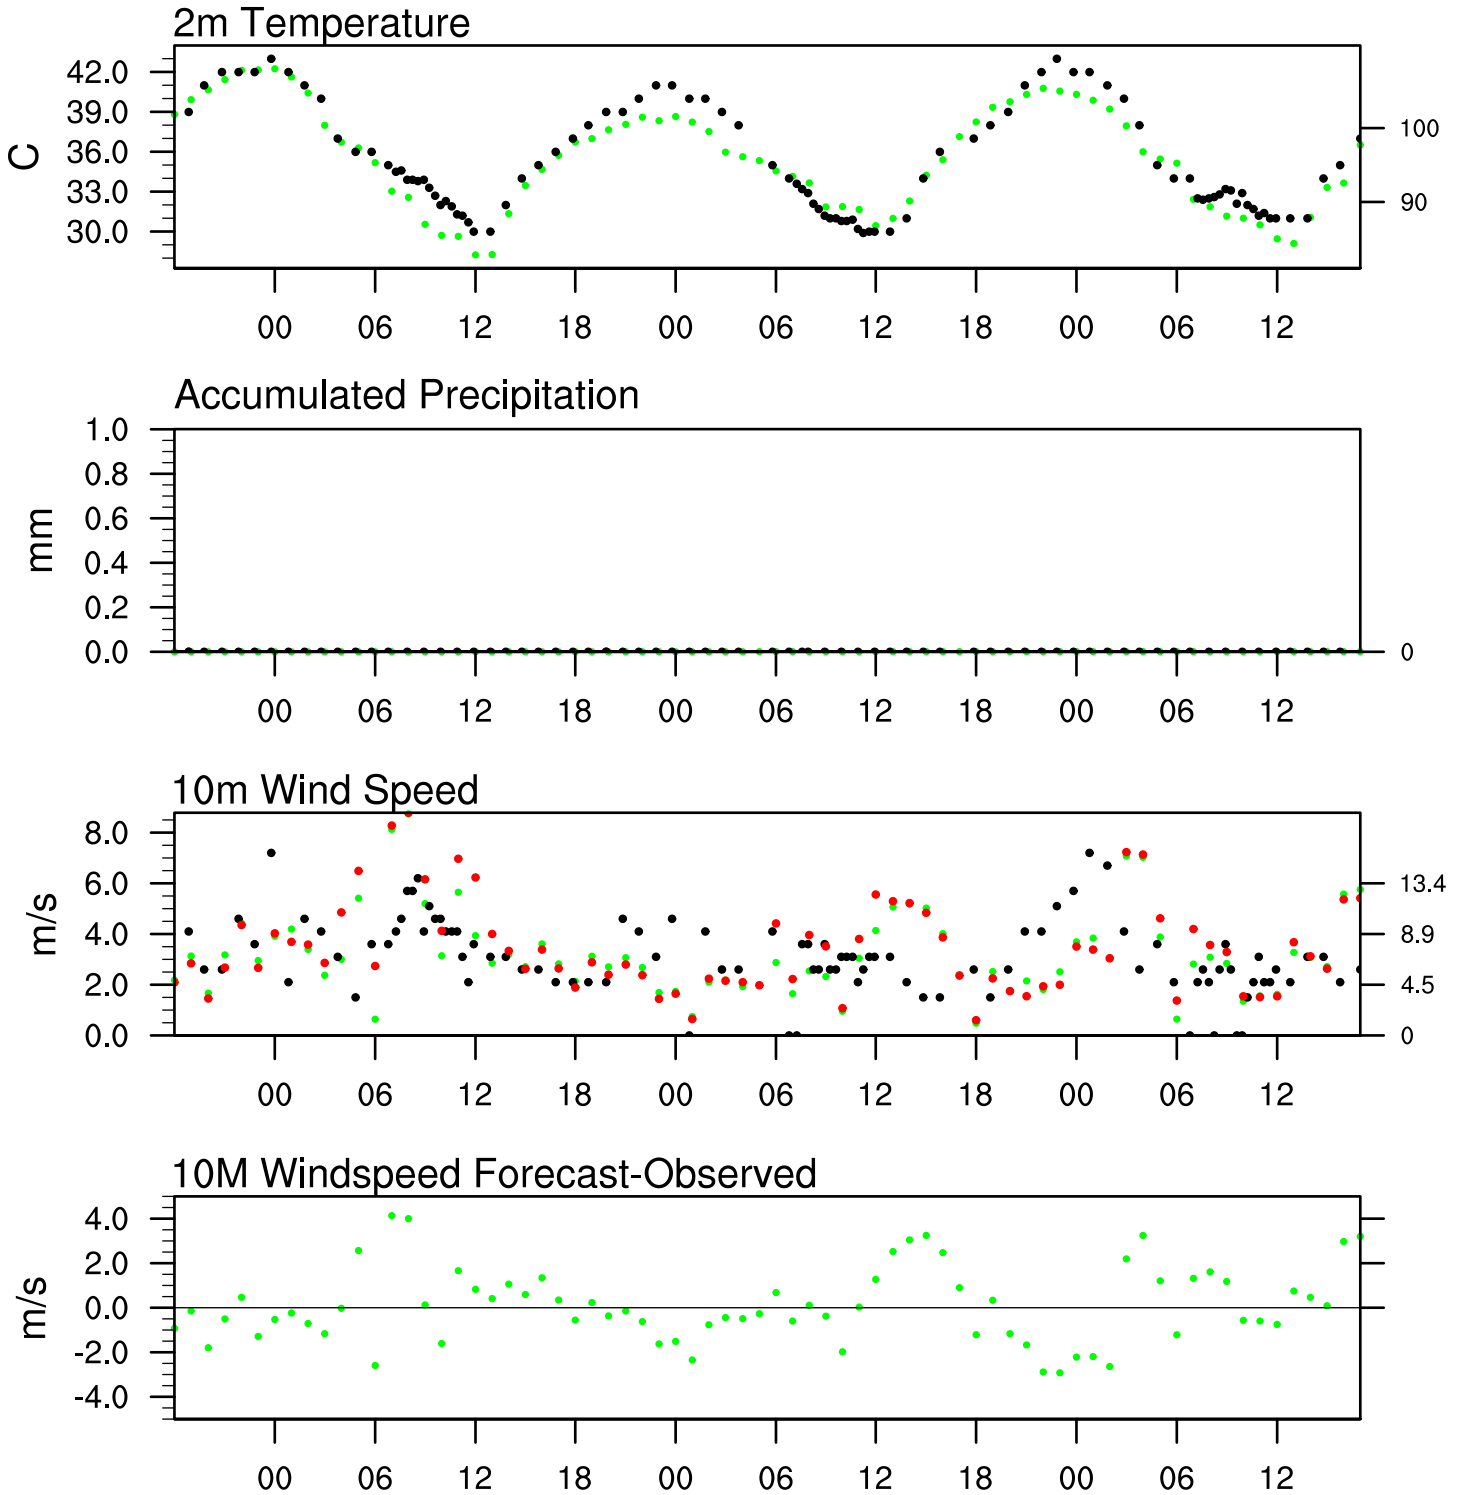 2m Temperature
42.0
39.0
36.0
33.0
30.0
C
100
90
00 06 12 18 00 06 12 18 00 06 12
Accumulated Precipitation
1.0
0.8
0.6
0.4
0.2
0.0
mm
0
00 06 12 18 00 06 12 18 00 06 12
10m Wind Speed
8.0
6.0
4.0
2.0
0.0
m/s
13.4
8.9
4.5
0
00 06 12 18 00 06 12 18 00 06 12
10M Windspeed Forecast-Observed
4.0
2.0
0.0
-2.0
-4.0
m/s
00 06 12 18 00 06 12 18 00 06 12